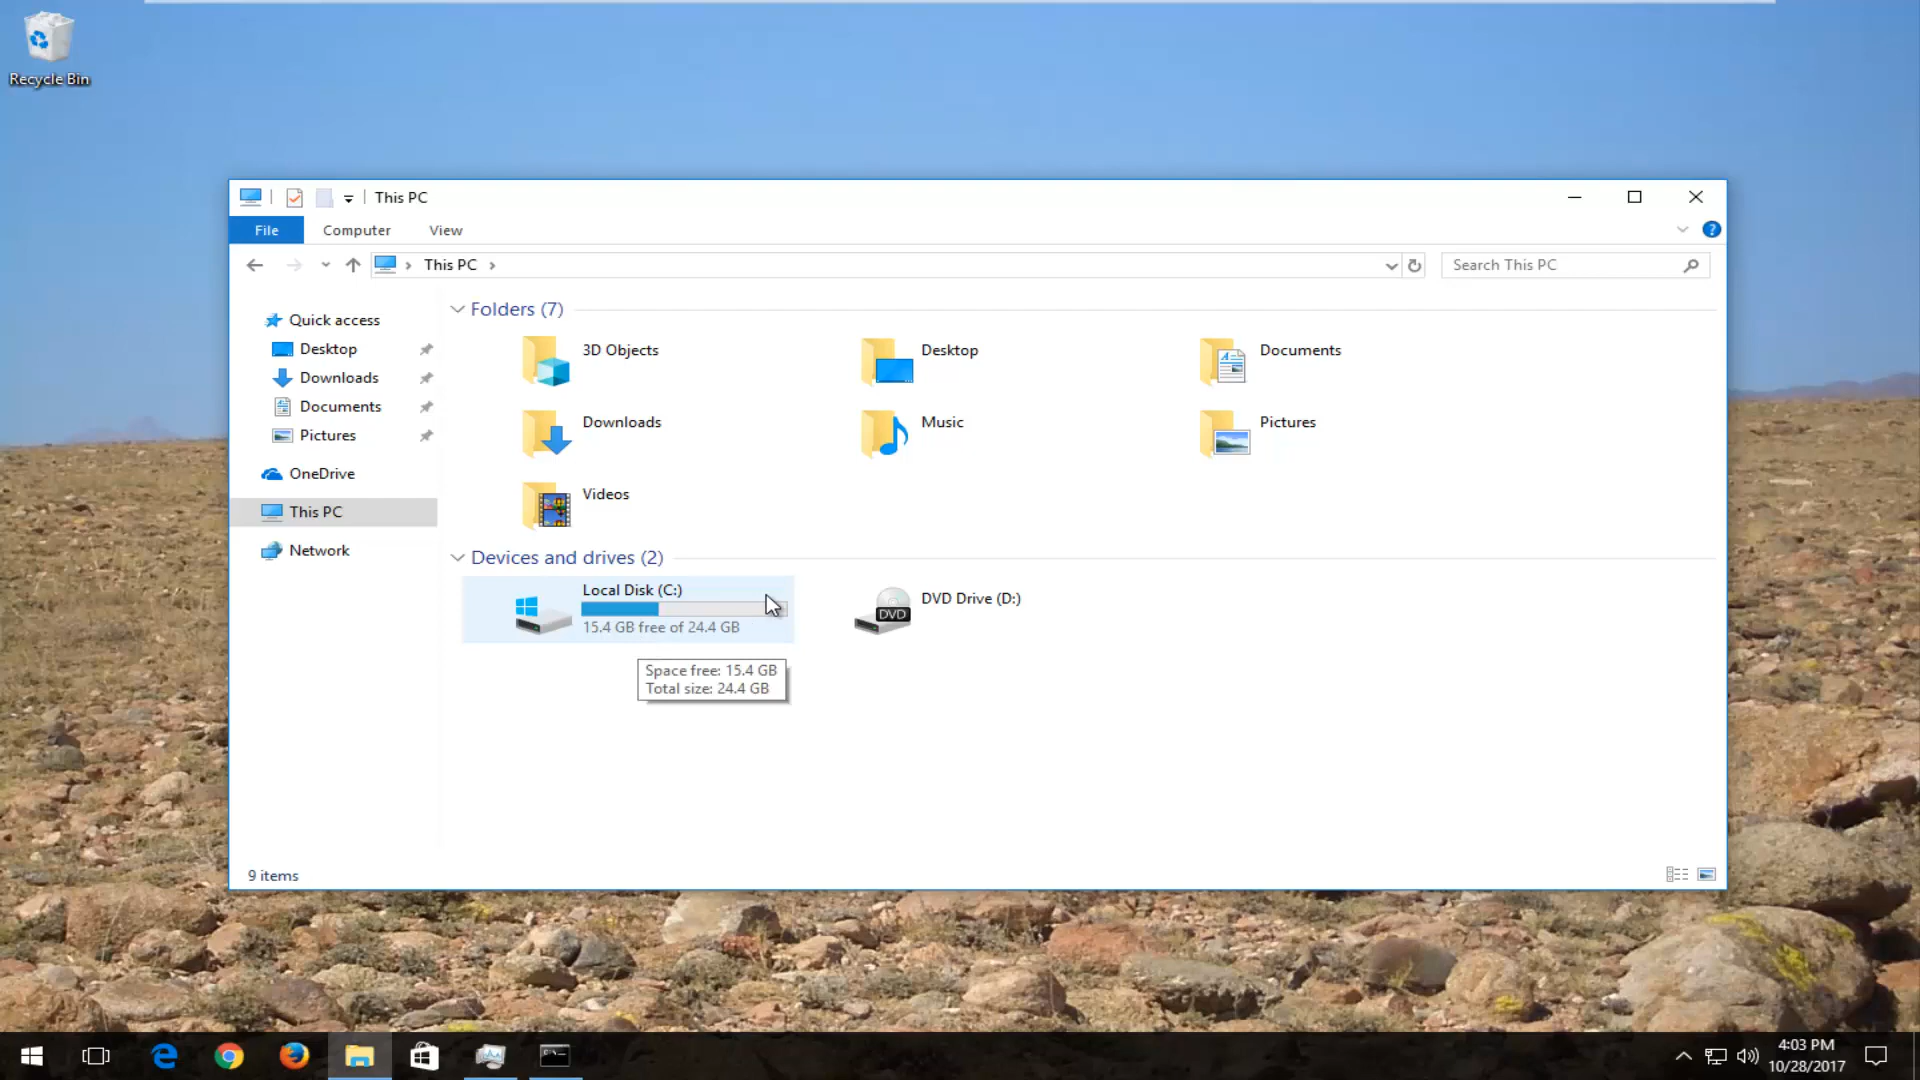 Recycle Bin
This PC
File
Computer
View
?
This PC
Search This PC
Quick access
Desktop
Downloads
Documents
Pictures
OneDrive
This PC
Network
Folders (7)
3D Objects
Desktop
Documents
Downloads
Music
Pictures
Videos
Devices and drives (2)
Local Disk (C:)
15.4 GB free of 24.4 GB
DVD
DVD Drive (D:)
Space free: 15.4 GB
Total size: 24.4 GB
9 items
4:03 PM
10/28/2017